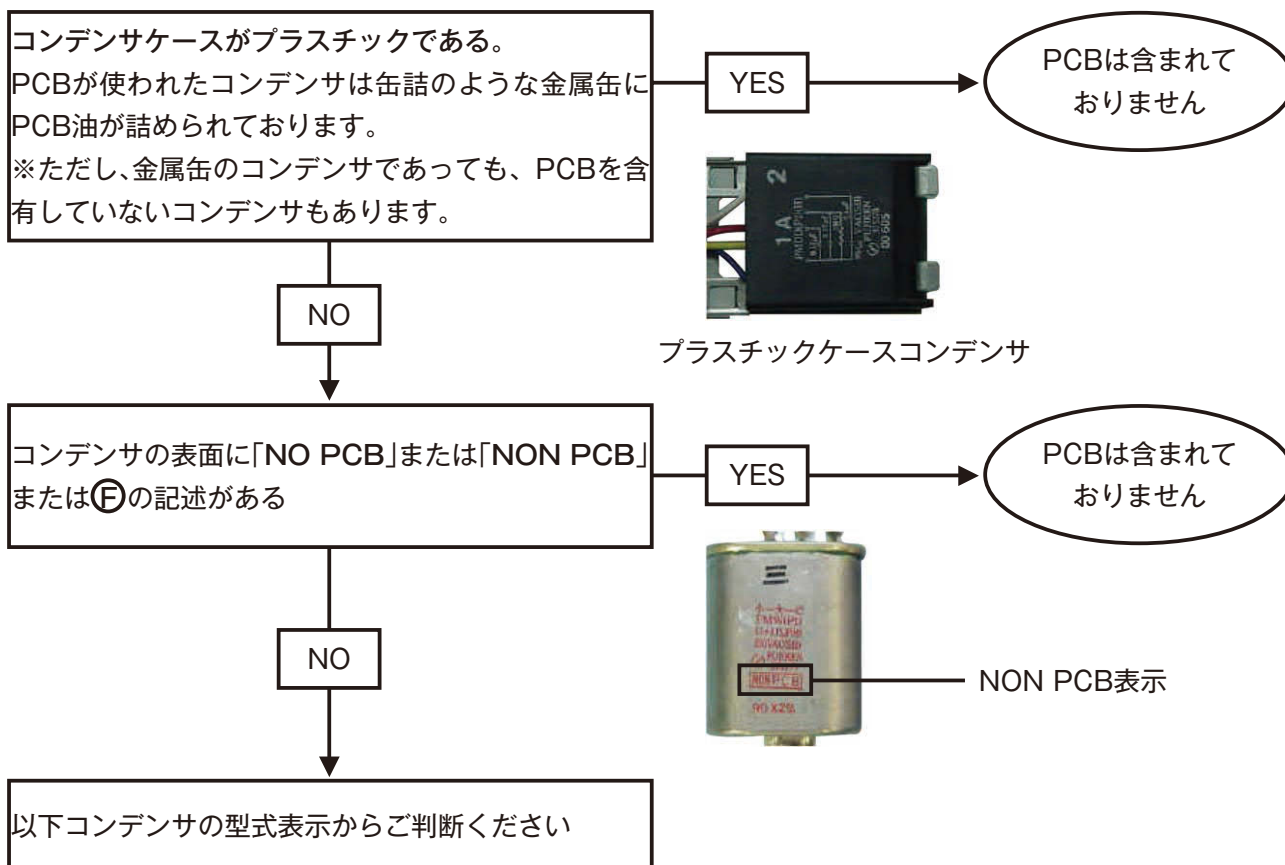 コンデンサケースがプラスチックである。
PCBが使われたコンデンサは缶詰のような金属缶に
PCB油が詰められております。
※ただし、金属缶のコンデンサであっても、PCBを含
有していないコンデンサもあります。
YES
PCBは含まれて
おりません
1A 2
プラスチックケースコンデンサ
NO
コンデンサの表面に「NO PCB」または「NON PCB」
またはⒻの記述がある
YES
PCBは含まれて
おりません
NON PCB
NON PCB表示
NO
以下コンデンサの型式表示からご判断ください